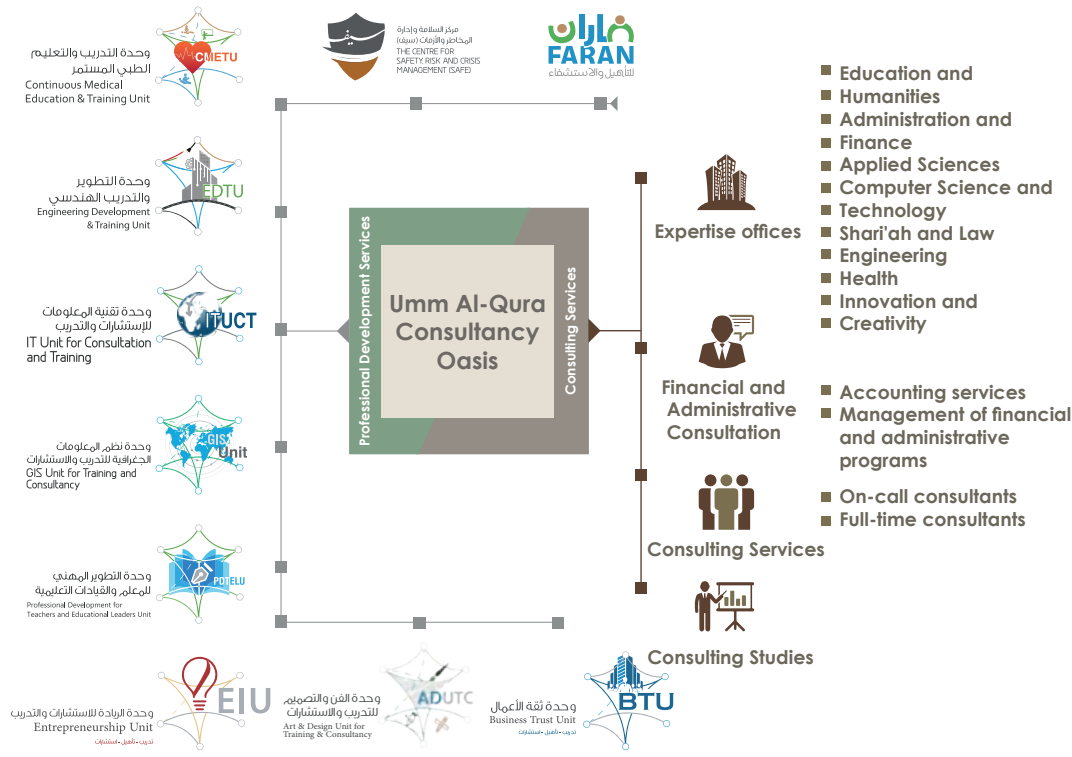 وحدة التدريب والتعليم
الطبي المستمر
Continuous Medical
Education & Training Unit
CMETU
مركز السلامة وإدارة
المخاطر والأزمات (سيف)
THE CENTRE FOR
SAFETY, RISK AND CRISIS
MANAGEMENT (SAFE)
سيف
فاران
FARAN
للتأهيل والاستشفاء
وحدة التطوير
والتدريب الهندسي
Engineering Development
& Training Unit
EDTU
وحدة تقنية المعلومات
للإستشارات والتدريب
IT Unit for Consultation
and Training
ITUCT
وحدة نظم المعلومات
الجغرافية للتدريب والاستشارات
GIS Unit for Training and
Consultancy
GIS
Unit
وحدة التطوير المهني
للمعلم والقيادات التعليمية
Professional Development for
Teachers and Educational Leaders Unit
PDTELU
وحدة الريادة للاستشارات والتدريب
Entrepreneurship Unit
تدريب - تأهيل - استشارات
EIU
وحدة الفن والتصميم
للتدريب والاستشارات
Art & Design Unit for
Training & Consultancy
ADUTC
وحدة ثقة الأعمال
Business Trust Unit
تدريب - تأهيل - استشارات
BTU
Professional Development Services
Umm Al-Qura
Consultancy
Oasis
Consulting Services
Expertise offices
Education and
Humanities
Administration and
Finance
Applied Sciences
Computer Science and
Technology
Shari'ah and Law
Engineering
Health
Innovation and
Creativity
Financial and
Administrative
Consultation
Accounting services
Management of financial
and administrative
programs
Consulting Services
On-call consultants
Full-time consultants
Consulting Studies